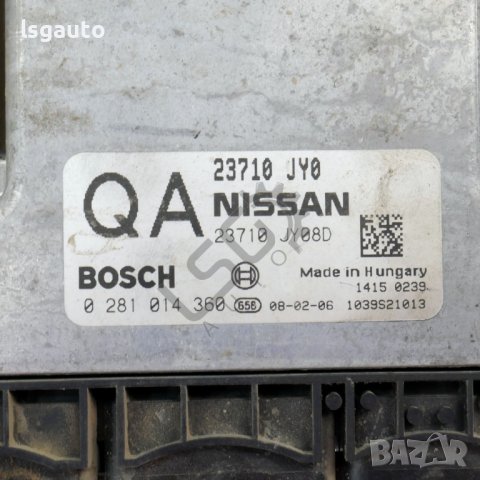 lsgauto
QA
23710 JY0
NISSAN
23710 JY08D
BOSCH
Made in Hungary
1415 0239
0 281 014 360 656 08-02-06 1039S21013
BAZAR